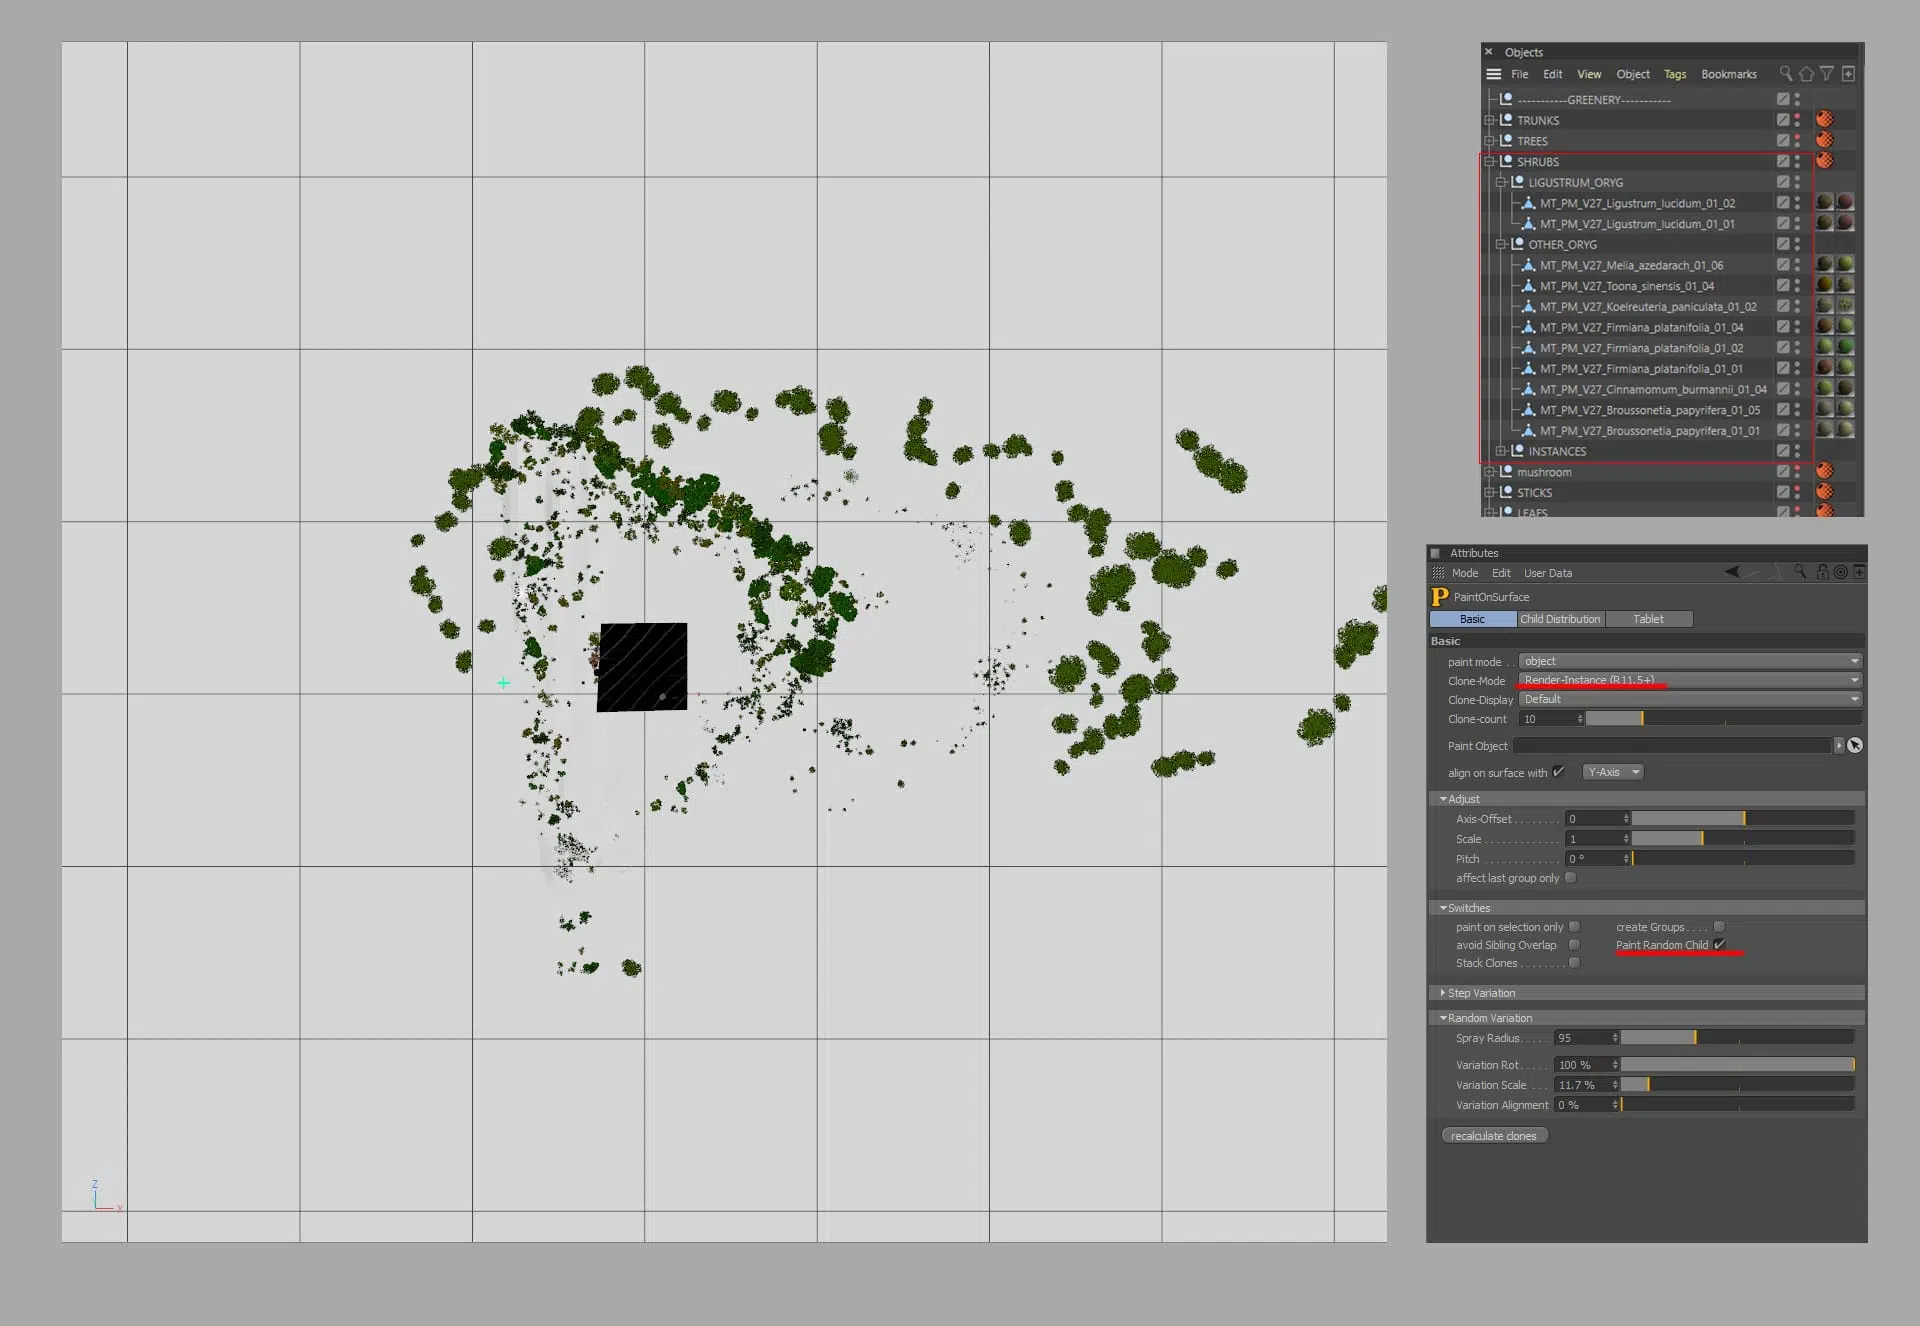 Objects
File Edit View Object Tags Bookmarks
-----------GREENERY-----------
TRUNKS
TREES
SHRUBS
LIGUSTRUM_ORYG
MT_PM_V27_Ligustrum_lucidum_01_02
MT_PM_V27_Ligustrum_lucidum_01_01
OTHER_ORYG
MT_PM_V27_Melia_azedarach_01_06
MT_PM_V27_Toona_sinensis_01_04
MT_PM_V27_Koelreuteria_paniculata_01_02
MT_PM_V27_Firmiana_platanifolia_01_04
MT_PM_V27_Firmiana_platanifolia_01_02
MT_PM_V27_Firmiana_platanifolia_01_01
MT_PM_V27_Cinnamomum_burmannii_01_04
MT_PM_V27_Broussonetia_papyrifera_01_05
MT_PM_V27_Broussonetia_papyrifera_01_01
INSTANCES
mushroom
STICKS
LEAFS
Attributes
Mode Edit User Data
P PaintOnSurface
Basic Child Distribution Tablet
Basic
paint mode . . object
Clone-Mode Render-Instance (R11.5+)
Clone-Display Default
Clone-count 10
Paint Object
align on surface with Y-Axis
Adjust
Axis-Offset . . . . . . . . 0
Scale . . . . . . . . . . . . . 1
Pitch . . . . . . . . . . . . . 0 °
affect last group only
Switches
paint on selection only create Groups . . . .
avoid Sibling Overlap Paint Random Child
Stack Clones . . . . . . . .
Step Variation
Random Variation
Spray Radius . . . . . 95
Variation Rot . . . . . 100 %
Variation Scale . . . 11.7 %
Variation Alignment 0 %
recalculate clones
Z
X